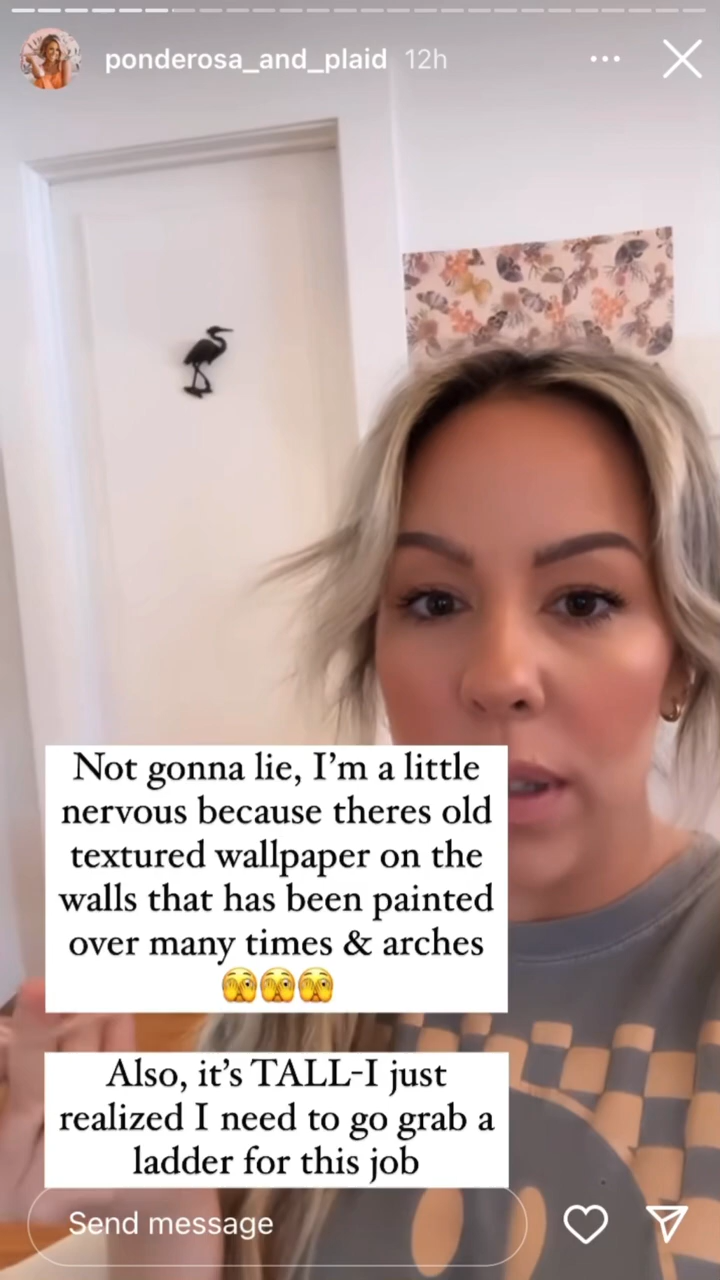 ponderosa_and_plaid 12h
Not gonna lie, I'm a little
nervous because theres old
textured wallpaper on the
walls that has been painted
over many times & arches
🫣🫣🫣
Also, it's TALL-I just
realized I need to go grab a
ladder for this job
Send message